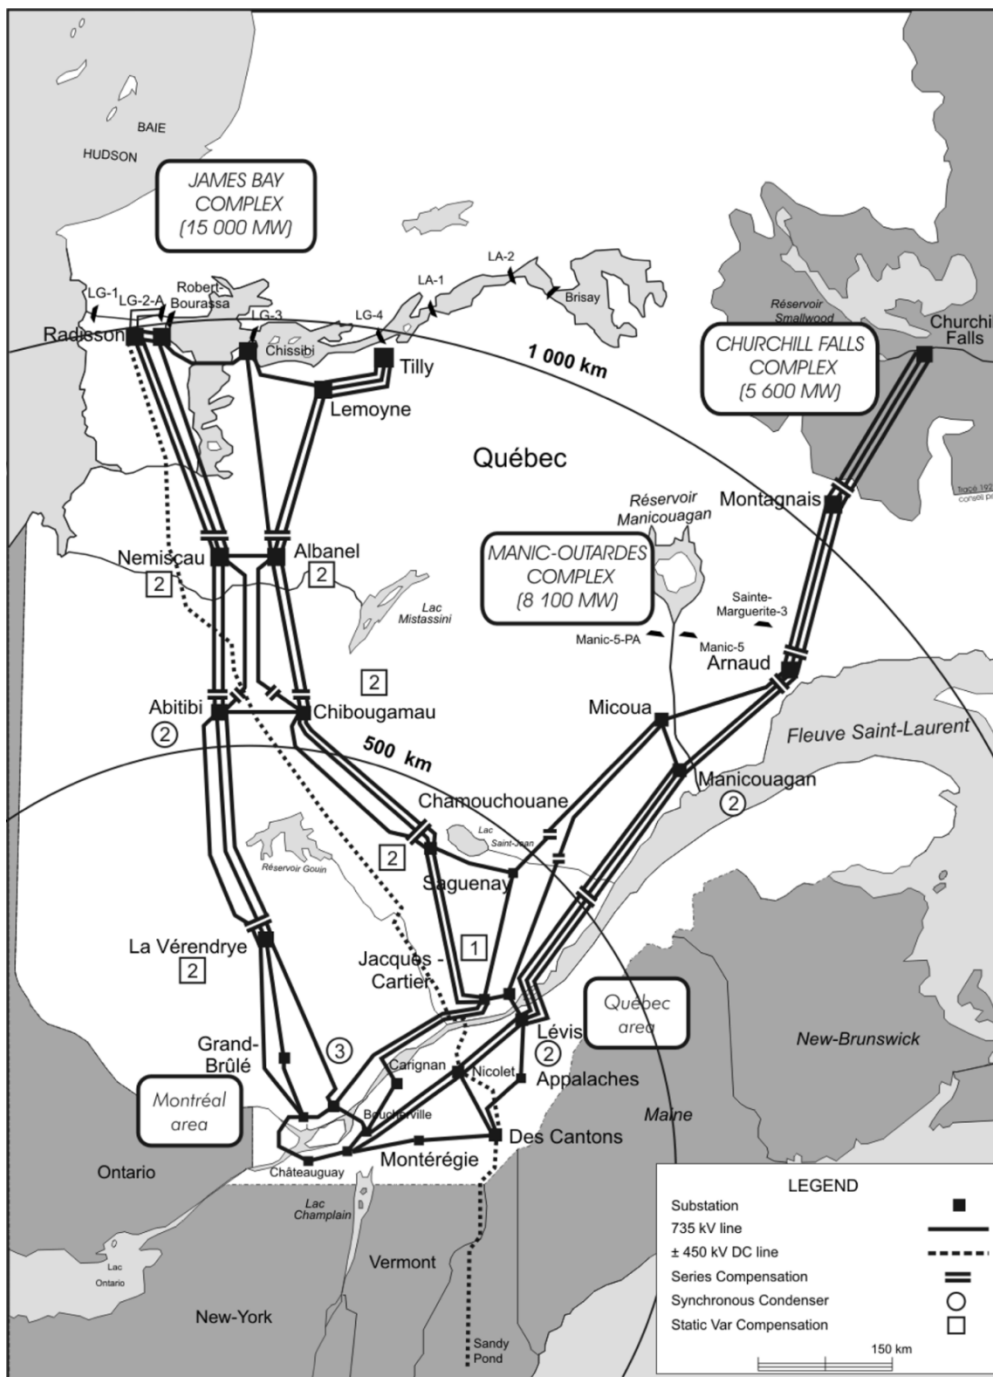 BAIE
HUDSON
JAMES BAY
COMPLEX
(15 000 MW)
LG-1
LG-2-A
Robert-
Bourassa
LG-3
LG-4
LA-1
LA-2
Brisay
Radisson
Chissibi
Tilly
Lemoyne
1 000 km
Réservoir
Smallwood
Churchil
Falls
CHURCHILL FALLS
COMPLEX
(5 600 MW)
Québec
Montagnais
Tracé 192
Réservoir
Manicouagan
MANIC-OUTARDES
COMPLEX
(8 100 MW)
Nemiscau
2
Albanel
2
Lac
Mistassini
Sainte-
Marguerite-3
Manic-5-PA
Manic-5
Arnaud
2
Abitibi
2
Chibougamau
Micoua
500 km
Fleuve Saint-Laurent
Manicouagan
2
Chamouchouane
Lac
Saint-Jean
Réservoir Gouin
2
Saguenay
La Vérendrye
2
1
Jacques -
Cartier
Québec
area
Lévis
2
Grand-
Brûlé
3
Carignan
Nicolet
Appalaches
New-Brunswick
Maine
Montréal
area
Boucherville
Des Cantons
Montérégie
Châteauguay
Ontario
Lac
Champlain
Lac
Ontario
Vermont
New-York
Sandy
Pond
LEGEND
Substation
735 kV line
± 450 kV DC line
Series Compensation
Synchronous Condenser
Static Var Compensation
150 km